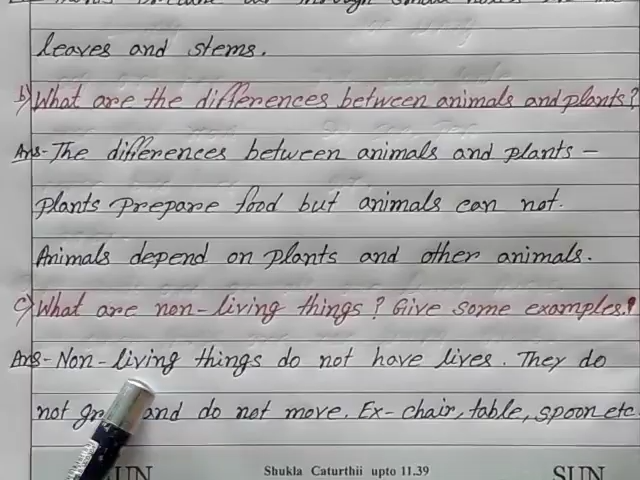 leaves and stems.
b) What are the differences between animals and plants?
Ans- The differences between animals and plants -
Plants prepare food but animals can not.
Animals depend on plants and other animals.
c) What are non-living things? Give some examples.?
Ans- Non-living things do not have lives. They do
not and do not move. Ex- chair, table, spoon etc.
SUN Shukla Caturthii upto 11.39 SUN